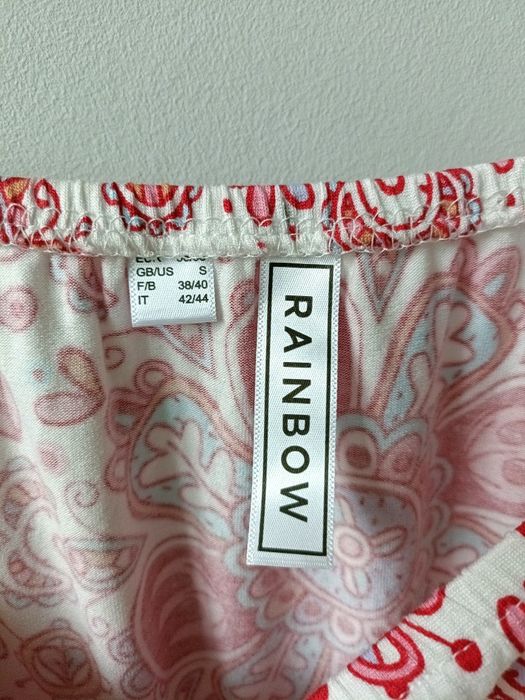 GB/US S
F/B 38/40
IT 42/44
RAINBOW